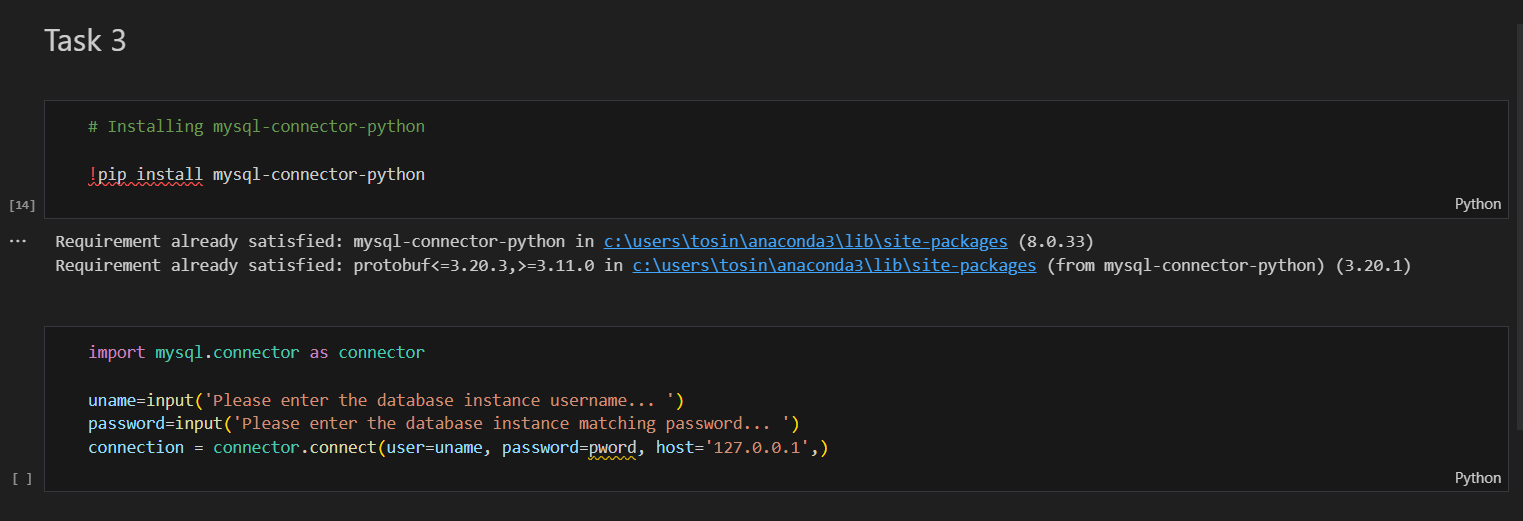 Task 3
# Installing mysql-connector-python
!pip install mysql-connector-python
[14]
Python
...
Requirement already satisfied: mysql-connector-python in c:\users\tosin\anaconda3\lib\site-packages (8.0.33)
Requirement already satisfied: protobuf<=3.20.3,>=3.11.0 in c:\users\tosin\anaconda3\lib\site-packages (from mysql-connector-python) (3.20.1)
import mysql.connector as connector
uname=input('Please enter the database instance username... ')
password=input('Please enter the database instance matching password... ')
connection = connector.connect(user=uname, password=pword, host='127.0.0.1',)
[ ]
Python